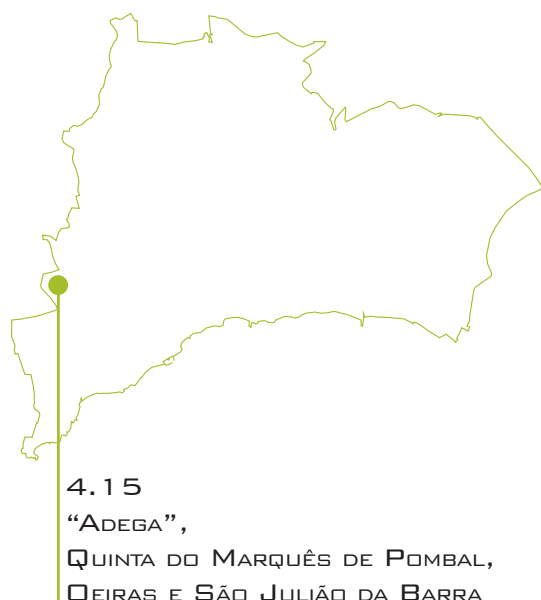 4.15
“Adega”,
Quinta do Marquês de Pombal,
Oeiras e São Julião da Barra